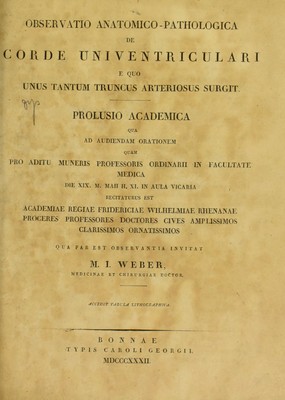 OBSERVATIO ANATOMICO-PATHOLOGICA
DE
CORDE UNIVENTRICULARI
E QUO
UNUS TANTUM TRUNCUS ARTERIOSUS SURGIT.
PROLUSIO ACADEMICA
QUA
AD AUDIENDAM ORATIONEM
QUAM
PRO ADITU MUNERIS PROFESSORIS ORDINARII IN FACULTATE
MEDICA
DIE XIX. M. MAII H. XI. IN AULA VICARIA
RECITATURUS EST
ACADEMIAE REGIAE FRIDERICIAE WILHELMIAE RHENANAE
PROCERES PROFESSORES DOCTORES CIVES AMPLISSIMOS
CLARISSIMOS ORNATISSIMOS
QUA PAR EST OBSERVANTIA INVITAT
M. I. WEBER,
MEDICINAE ET CHIRURGIAE DOCTOR.
ACCEDIT TABULA LITHOGRAPHICA.
BONNAE
TYPIS CAROLI GEORGII.
MDCCCXXXII.